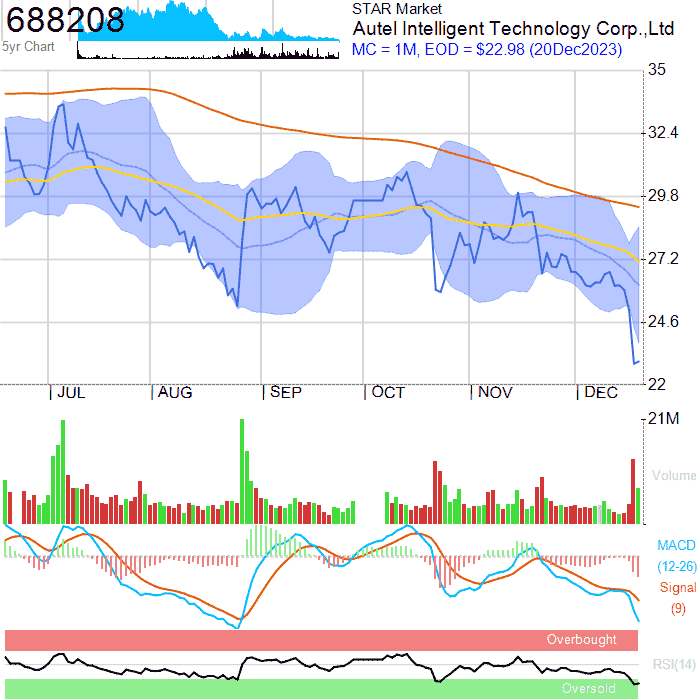 688208
5yr Chart
STAR Market
Autel Intelligent Technology Corp.,Ltd
MC = 1M, EOD = $22.98 (20Dec2023)
35
32.4
29.8
27.2
24.6
22
JUL AUG SEP OCT NOV DEC
21M
Volume
MACD
(12-26)
Signal
(9)
Overbought
RSI(14)
Oversold